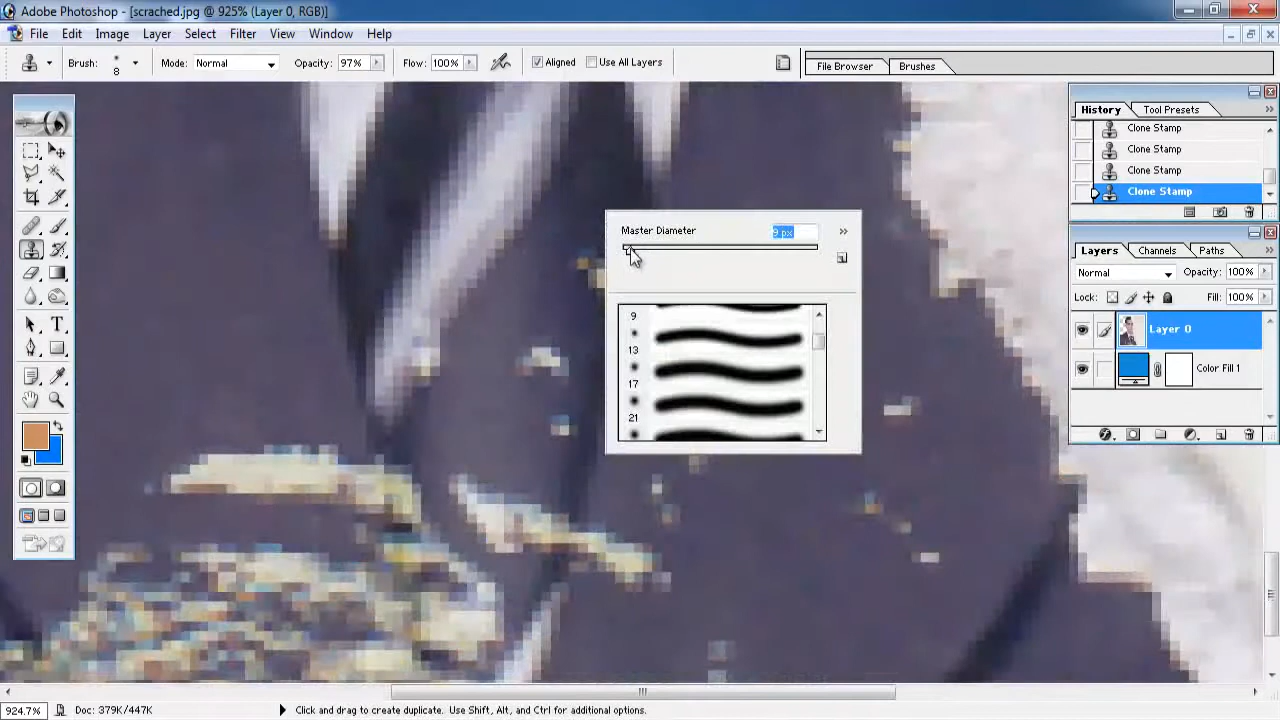 Adobe Photoshop - [scrached.jpg @ 925% (Layer 0, RGB)]
File Edit Image Layer Select Filter View Window Help
Brush: 8 Mode: Normal Opacity: 97% Flow: 100% Aligned Use All Layers File Browser Brushes
History Tool Presets
Clone Stamp
Clone Stamp
Clone Stamp
Clone Stamp
Master Diameter 9 px
9
13
17
21
Layers Channels Paths
Normal Opacity: 100%
Lock: Fill: 100%
Layer 0
Color Fill 1
924.7% Doc: 379K/447K Click and drag to create duplicate. Use Shift, Alt, and Ctrl for additional options.